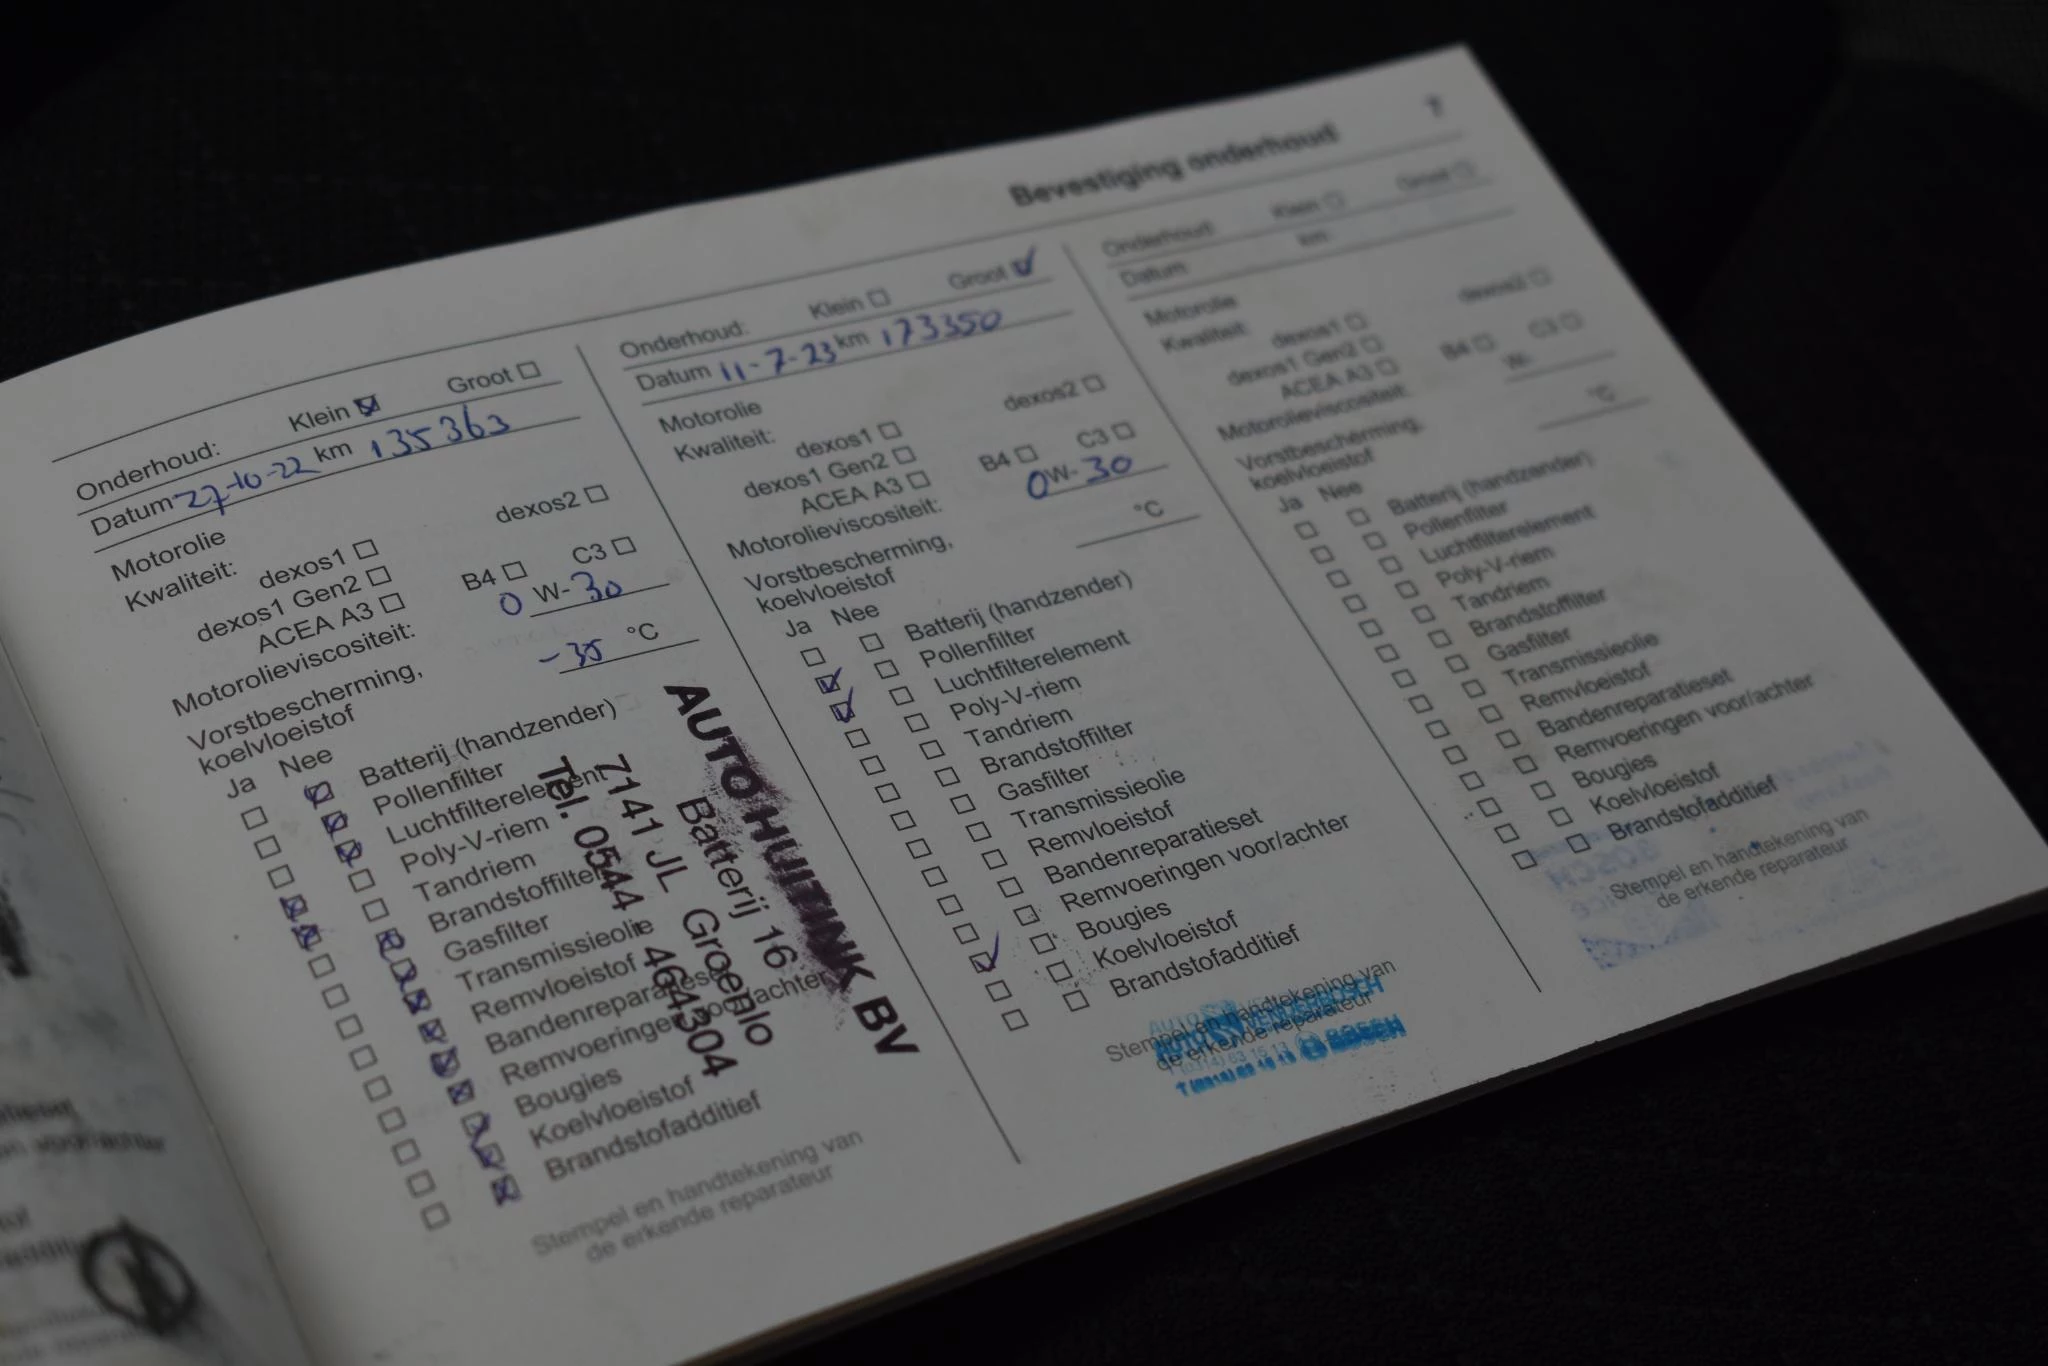 7
Bevestiging onderhoud
Onderhoud: Klein Groot
Datum 27-10-22 km 135363
Motorolie
Kwaliteit: dexos1 dexos2
dexos1 Gen2
ACEA A3 B4 C3
Motorolieviscositeit: 0 W- 30
Vorstbescherming,
koelvloeistof -35 °C
Ja Nee
Batterij (handzender)
Pollenfilter
Luchtfilterelement
Poly-V-riem
Tandriem
Brandstoffilter
Gasfilter
Transmissieolie
Remvloeistof
Bandenreparatieset
Remvoeringen voor/achter
Bougies
Koelvloeistof
Brandstofadditief
Stempel en handtekening van
de erkende reparateur
AUTO HUITINK BV
Batterij 16
7141 JL Groenlo
Tel. 0544 - 464304
Onderhoud: Klein Groot
Datum 11-7-23 km 173350
Motorolie
Kwaliteit: dexos1 dexos2
dexos1 Gen2
ACEA A3 B4 C3
Motorolieviscositeit: 0W- 30
Vorstbescherming,
koelvloeistof °C
Ja Nee
Batterij (handzender)
Pollenfilter
Luchtfilterelement
Poly-V-riem
Tandriem
Brandstoffilter
Gasfilter
Transmissieolie
Remvloeistof
Bandenreparatieset
Remvoeringen voor/achter
Bougies
Koelvloeistof
Brandstofadditief
Stempel en handtekening van
de erkende reparateur
BOSCH
Onderhoud: Klein Groot
Datum km
Motorolie
Kwaliteit: dexos1 dexos2
dexos1 Gen2
ACEA A3 B4 C3
Motorolieviscositeit: W-
Vorstbescherming,
koelvloeistof °C
Ja Nee
Batterij (handzender)
Pollenfilter
Luchtfilterelement
Poly-V-riem
Tandriem
Brandstoffilter
Gasfilter
Transmissieolie
Remvloeistof
Bandenreparatieset
Remvoeringen voor/achter
Bougies
Koelvloeistof
Brandstofadditief
Stempel en handtekening van
de erkende reparateur